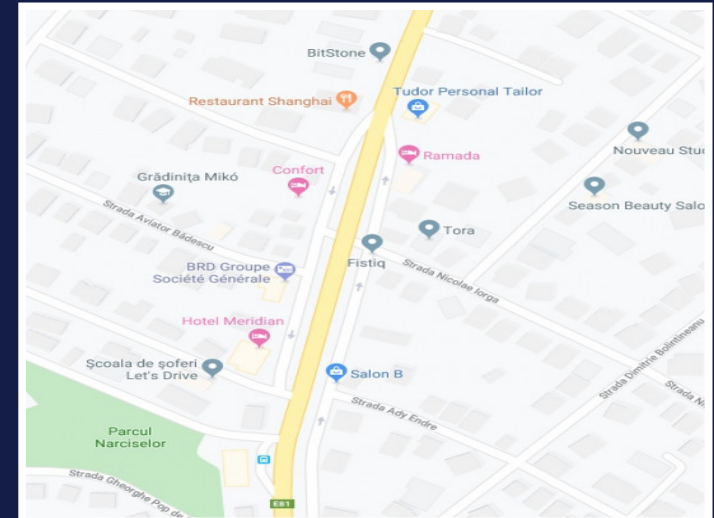 BitStone
Tudor Personal Tailor
Restaurant Shanghai
Nouveau Stu
Ramada
Confort
Grădinița Mikó
Season Beauty Salo
Strada Aviator Bădescu
Tora
Fistiq
Strada Nicolae Iorga
BRD Groupe
Société Générale
Hotel Meridian
Strada Dimitrie Bolintineanu
Școala de șoferi
Let's Drive
Salon B
Strada Ni
Strada Ady Endre
Parcul
Narciselor
Strada Gheorghe Pop de
E81